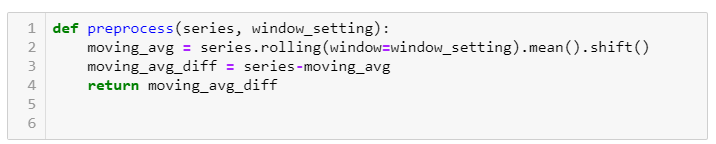 1 def preprocess(series, window_setting):
2     moving_avg = series.rolling(window=window_setting).mean().shift()
3     moving_avg_diff = series-moving_avg
4     return moving_avg_diff
5
6